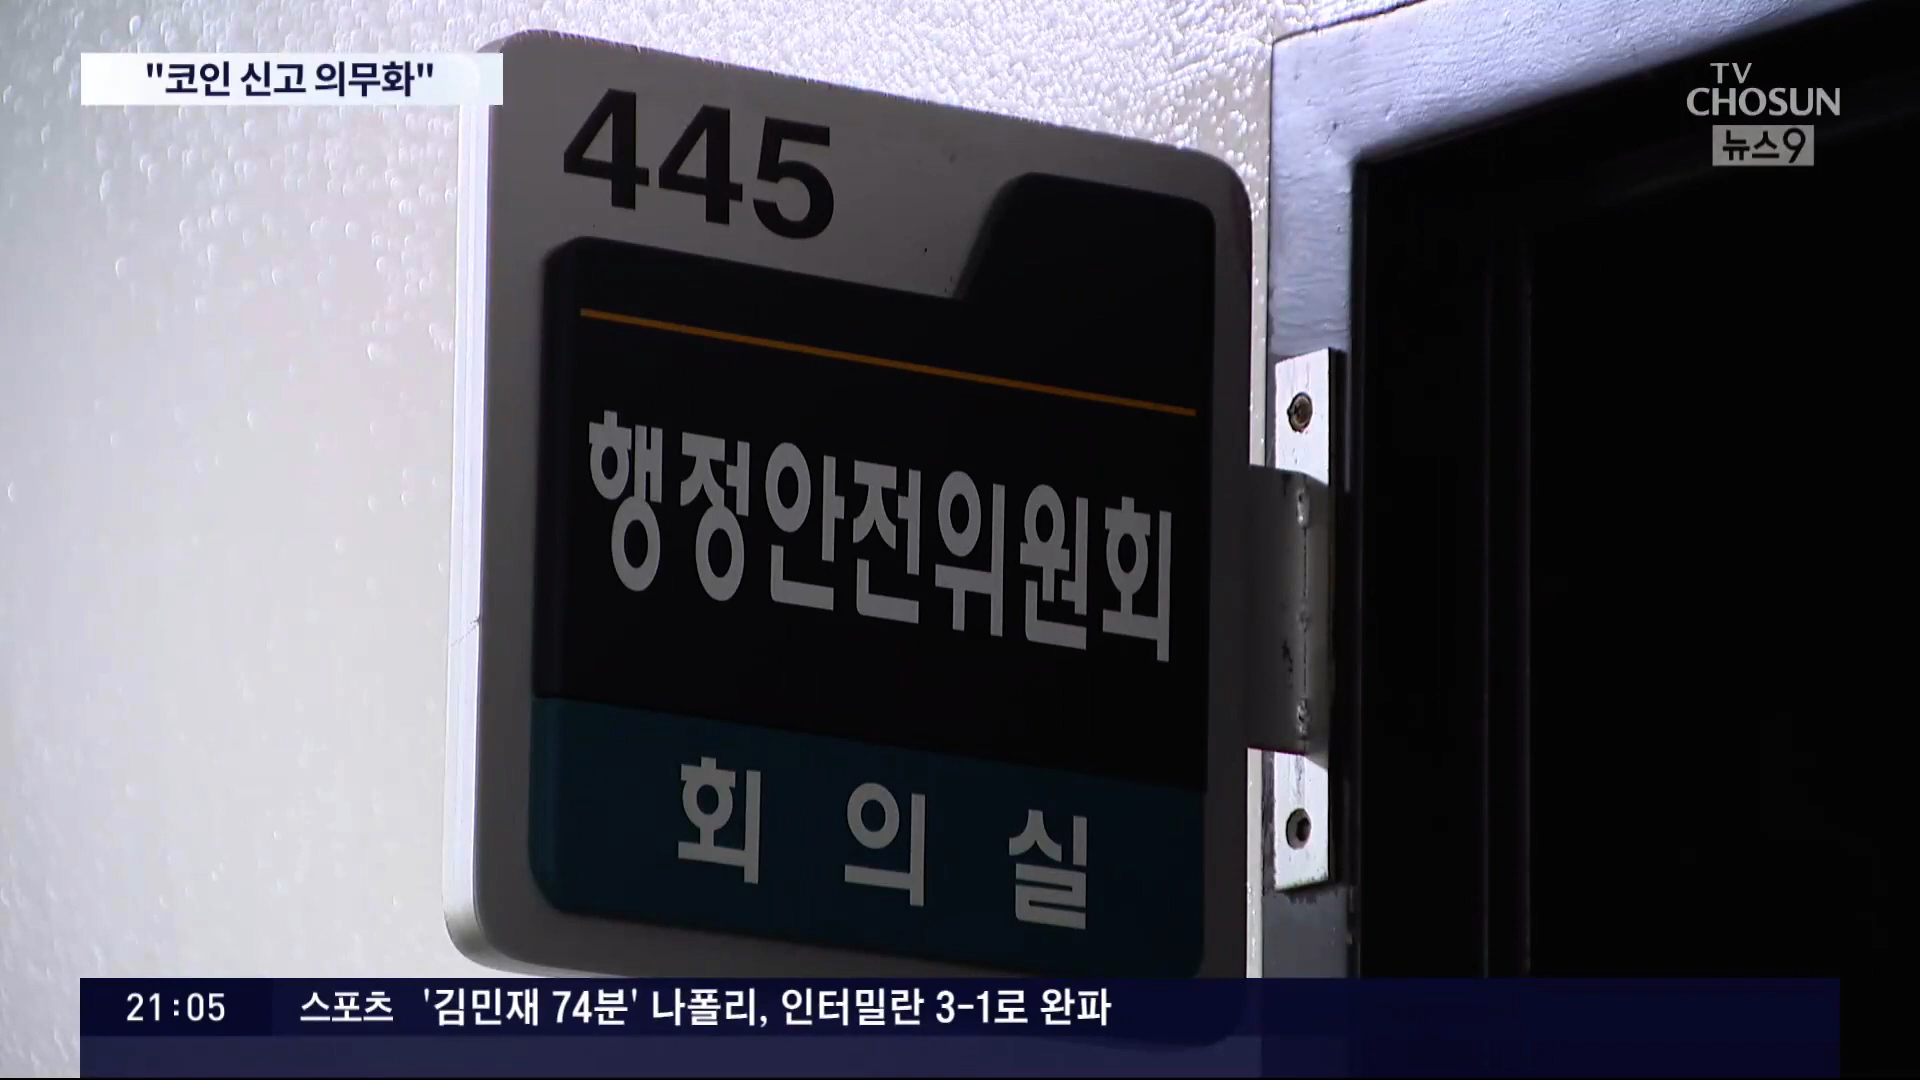 "코인 신고 의무화"
TV
CHOSUN
뉴스9
445
행정안전위원회
회의실
21:05 스포츠 '김민재 74분' 나폴리, 인터밀란 3-1로 완파